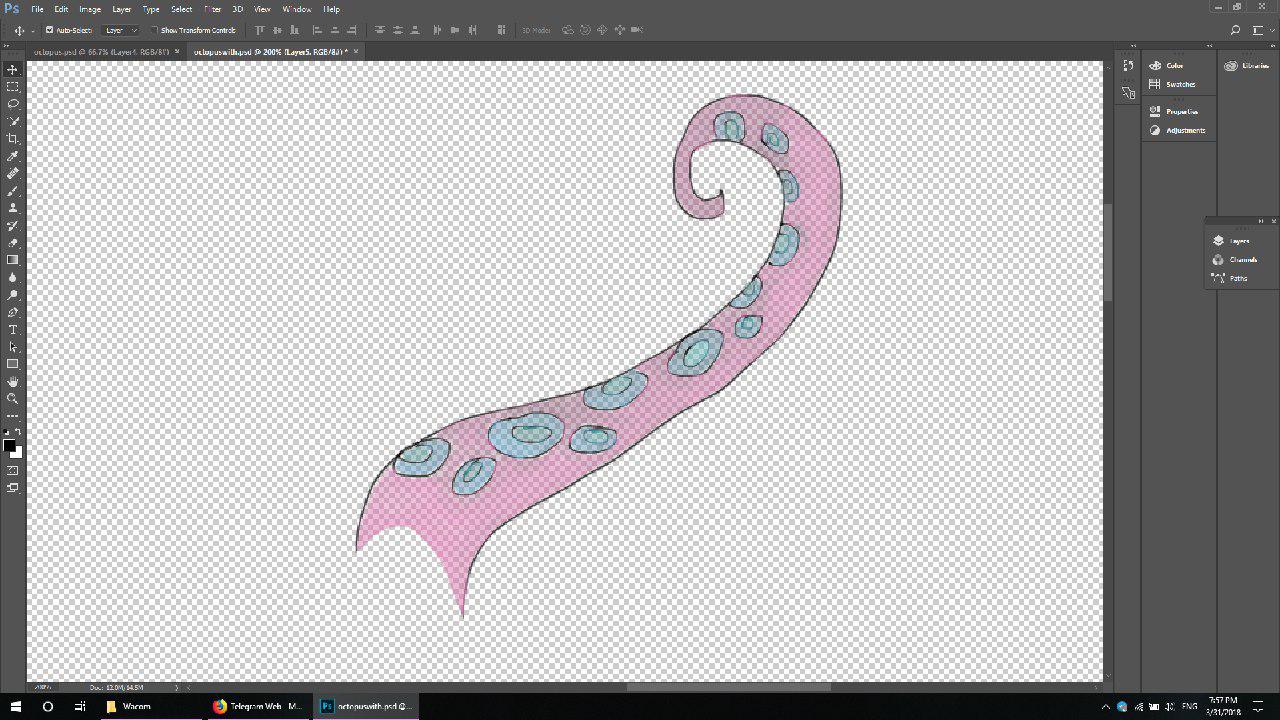 Ps File Edit Image Layer Type Select Filter 3D View Window Help
Auto-Select: Layer Show Transform Controls 3D Mode:
octopus.psd @ 66.7% (Layer4, RGB/8#) × octopuswith.psd @ 200% (Layer5, RGB/8#) * ×
Color
Libraries
Swatches
Properties
Adjustments
Layers
Channels
Paths
T
200% Doc: 12.0M/64.5M
Wacom Telegram Web - M... Ps octopuswith.psd @... ENG
7:57 PM
3/31/2018